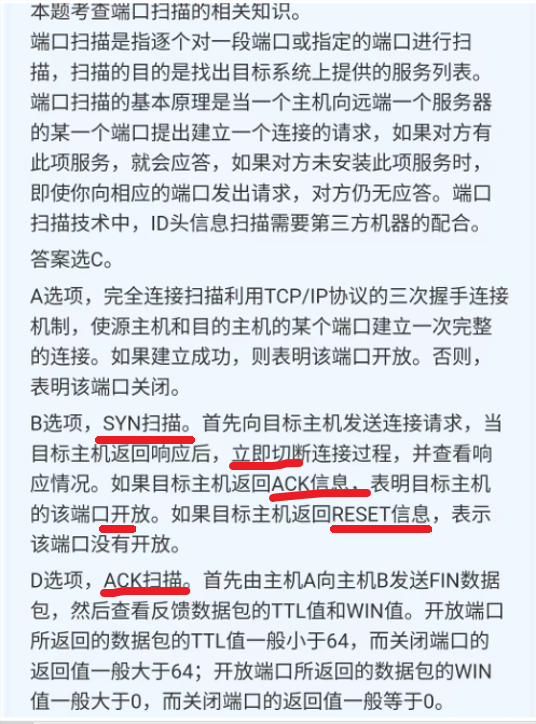 本题考查端口扫描的相关知识。
端口扫描是指逐个对一段端口或指定的端口进行扫
描，扫描的目的是找出目标系统上提供的服务列表。
端口扫描的基本原理是当一个主机向远端一个服务器
的某一个端口提出建立一个连接的请求，如果对方有
此项服务，就会应答，如果对方未安装此项服务时，
即使你向相应的端口发出请求，对方仍无应答。端口
扫描技术中，ID头信息扫描需要第三方机器的配合。
答案选C。
A选项，完全连接扫描利用TCP/IP协议的三次握手连接
机制，使源主机和目的主机的某个端口建立一次完整
的连接。如果建立成功，则表明该端口开放。否则，
表明该端口关闭。
B选项，SYN扫描。首先向目标主机发送连接请求，当
目标主机返回响应后，立即切断连接过程，并查看响
应情况。如果目标主机返回ACK信息，表明目标主机
的该端口开放。如果目标主机返回RESET信息，表示
该端口没有开放。
D选项，ACK扫描。首先由主机A向主机B发送FIN数据
包，然后查看反馈数据包的TTL值和WIN值。开放端口
所返回的数据包的TTL值一般小于64，而关闭端口的
返回值一般大于64；开放端口所返回的数据包的WIN
值一般大于0，而关闭端口的返回值一般等于0。